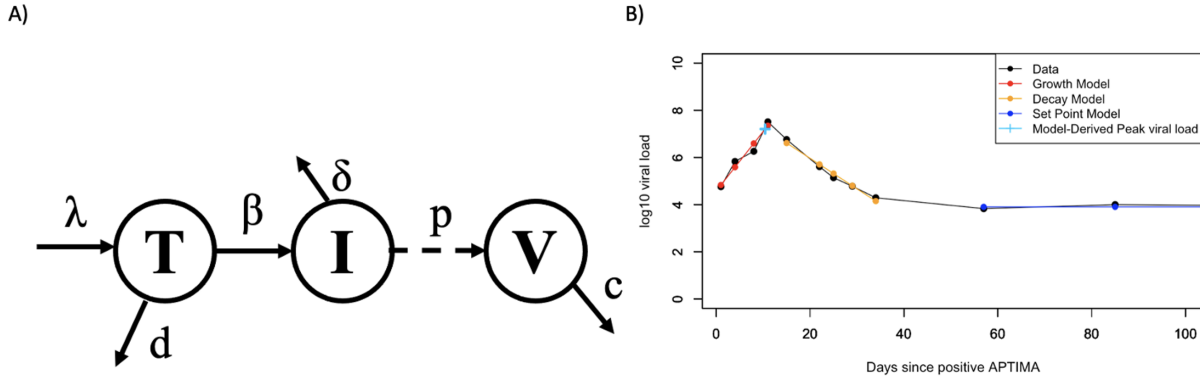 A)
λ
T
d
β
I
δ
p
V
c
B)
Data
Growth Model
Decay Model
Set Point Model
Model-Derived Peak viral load
log10 viral load
10
8
6
4
2
0
0 20 40 60 80 100
Days since positive APTIMA